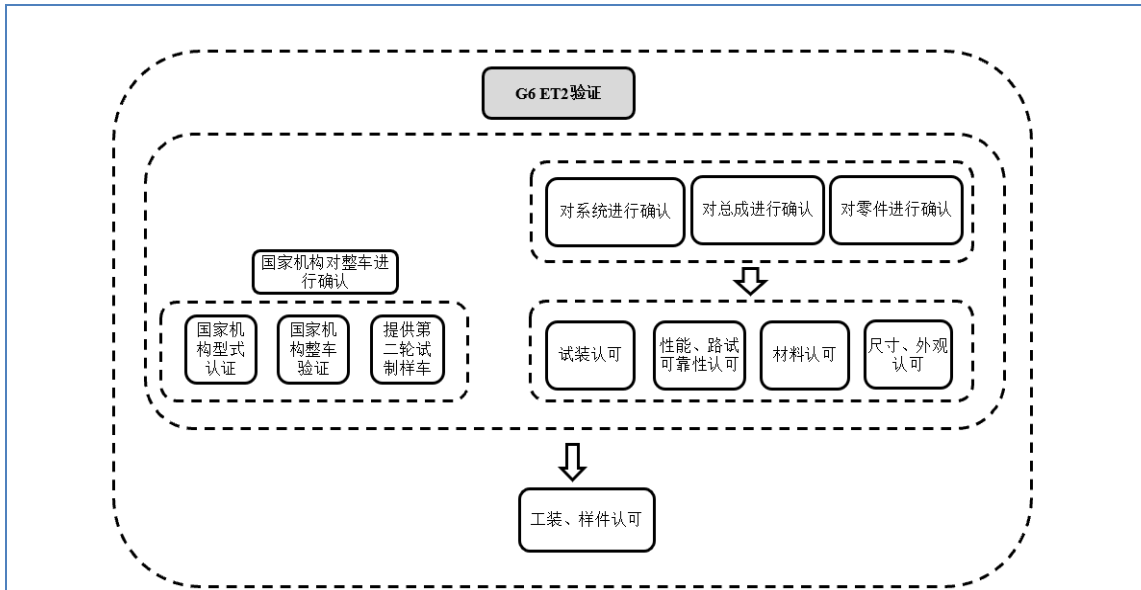 G6 ET2验证
对系统进行确认
对总成进行确认
对零件进行确认
国家机构对整车进
行确认
国家机
构型式
认证
国家机
构整车
验证
提供第
二轮试
制样车
试装认可
性能、路试
可靠性认可
材料认可
尺寸、外观
认可
工装、样件认可